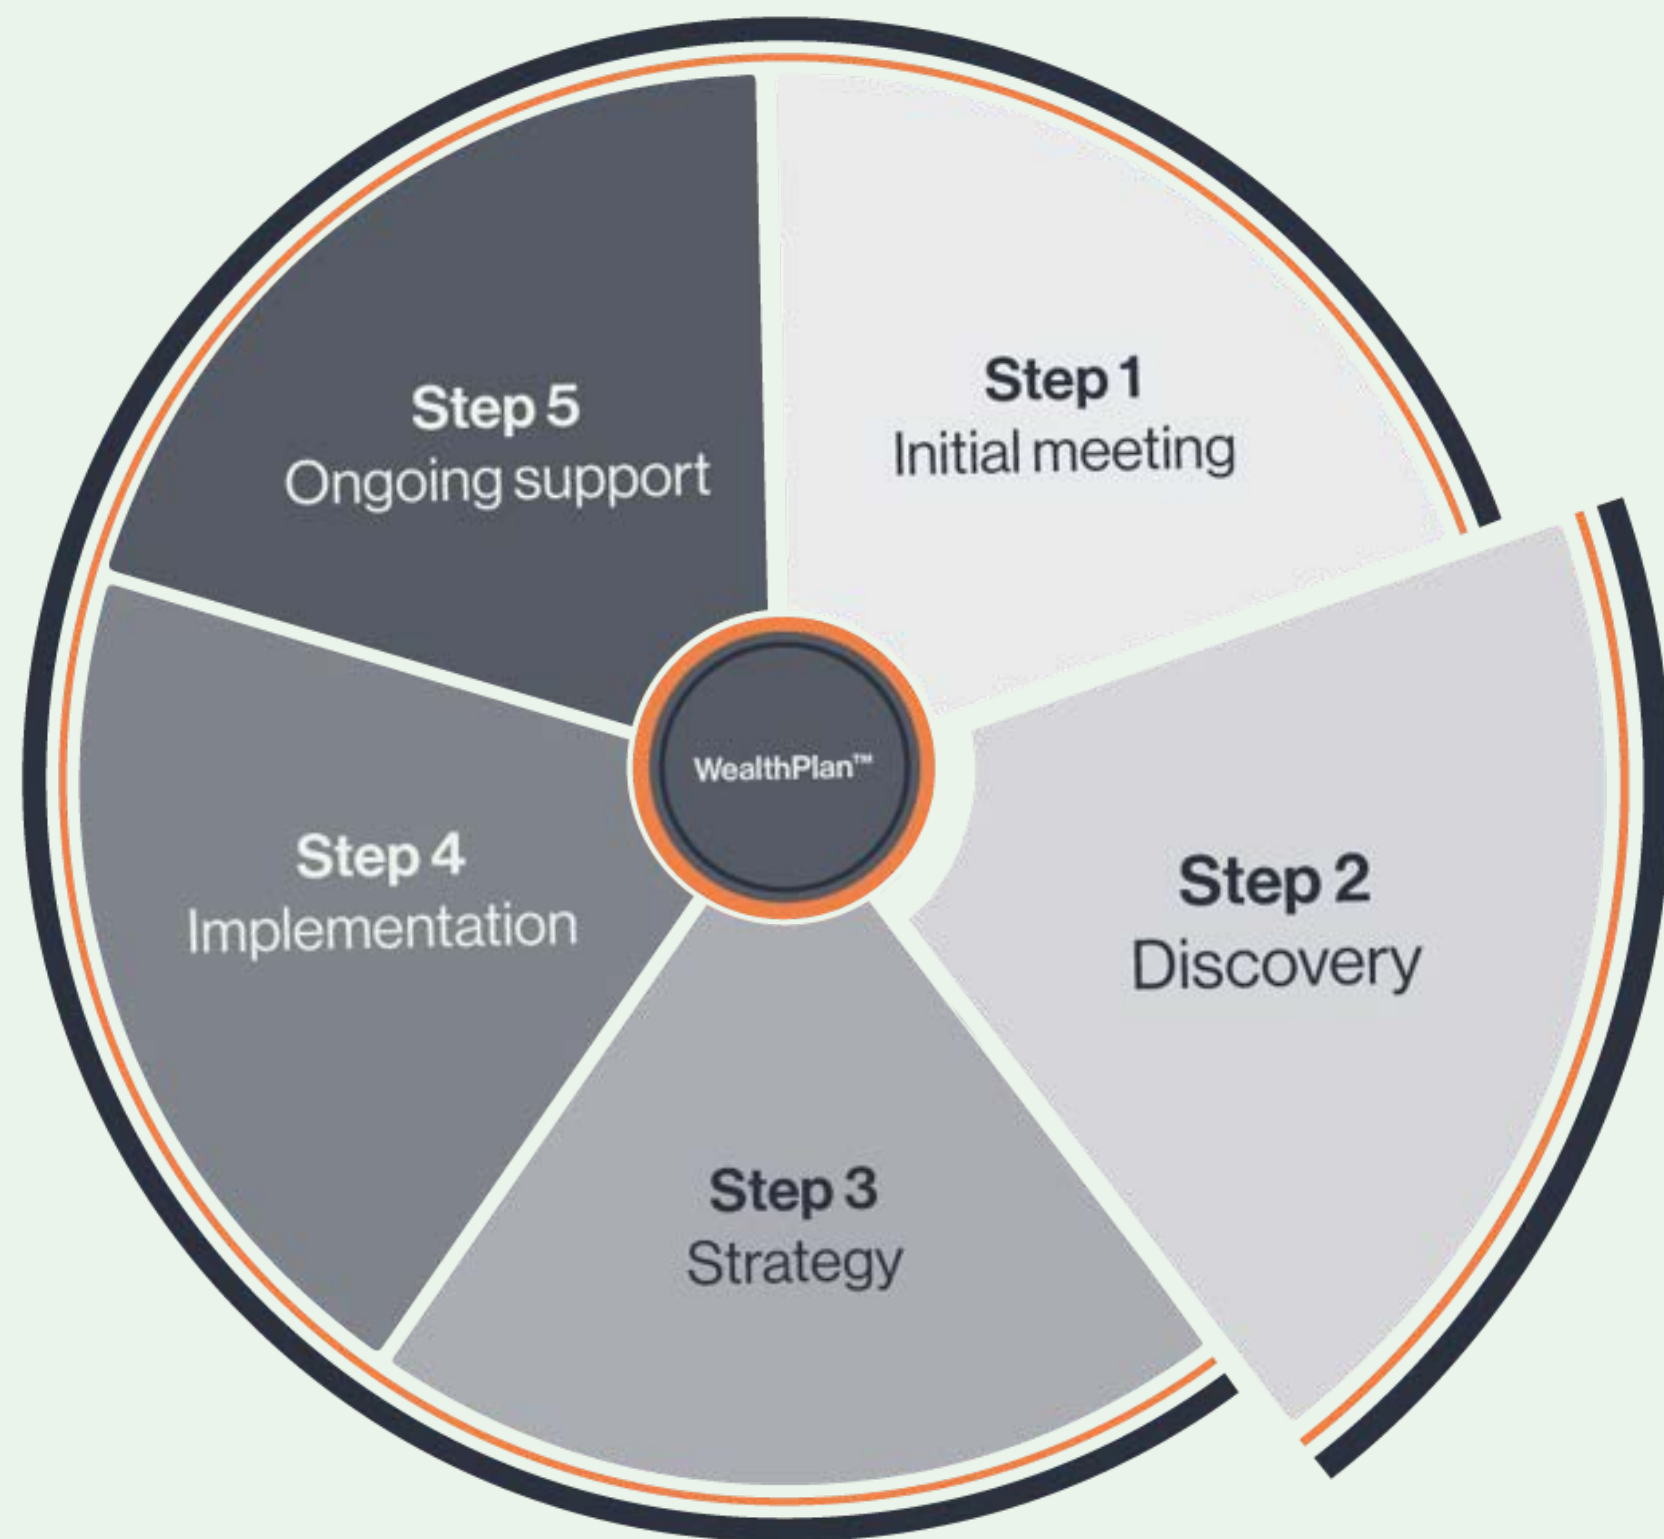 Step 1
Initial meeting
Step 2
Discovery
Step 3
Strategy
Step 4
Implementation
Step 5
Ongoing support
WealthPlan™